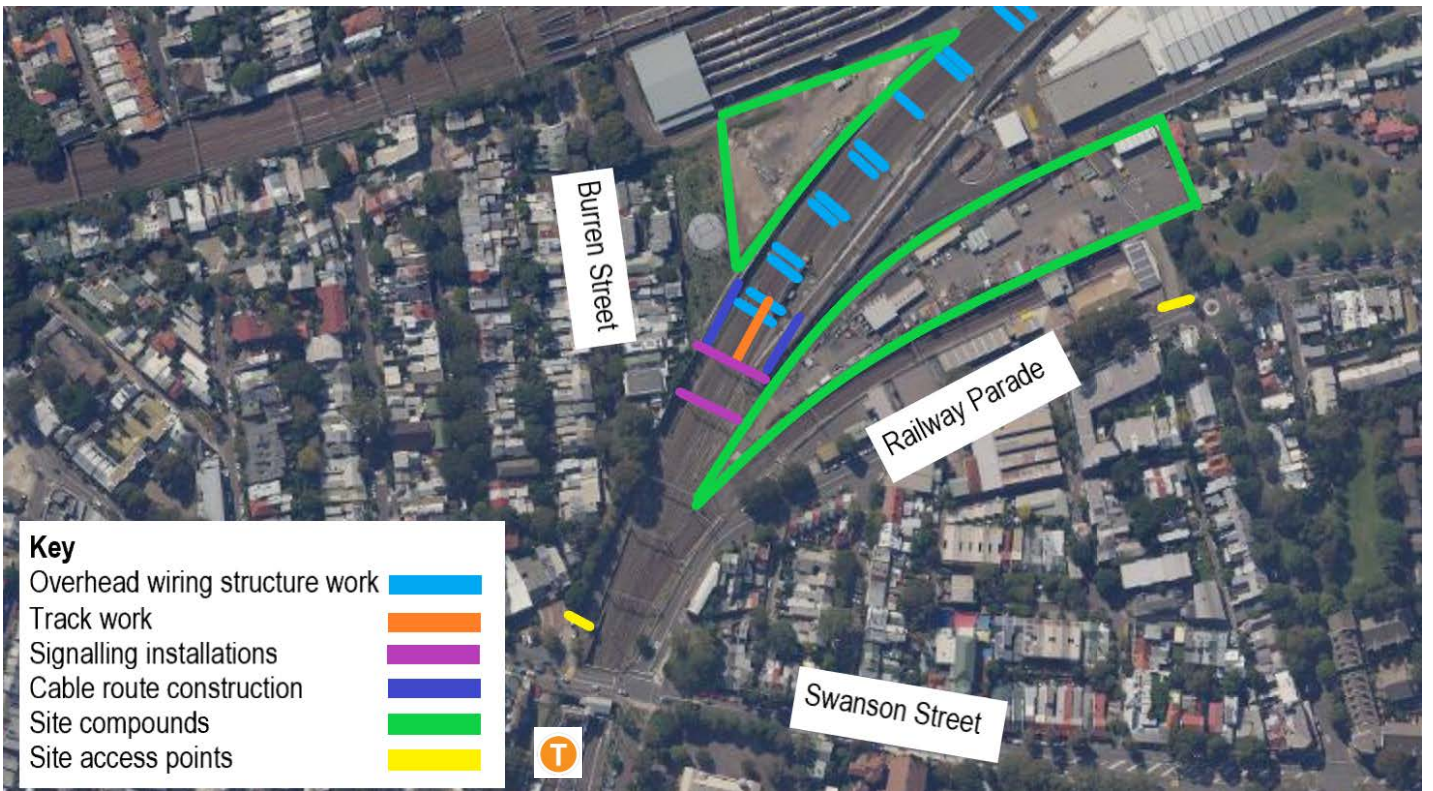 Burren Street
Railway Parade
Key
Overhead wiring structure work
Track work
Signalling installations
Cable route construction
Site compounds
Site access points
Swanson Street
T